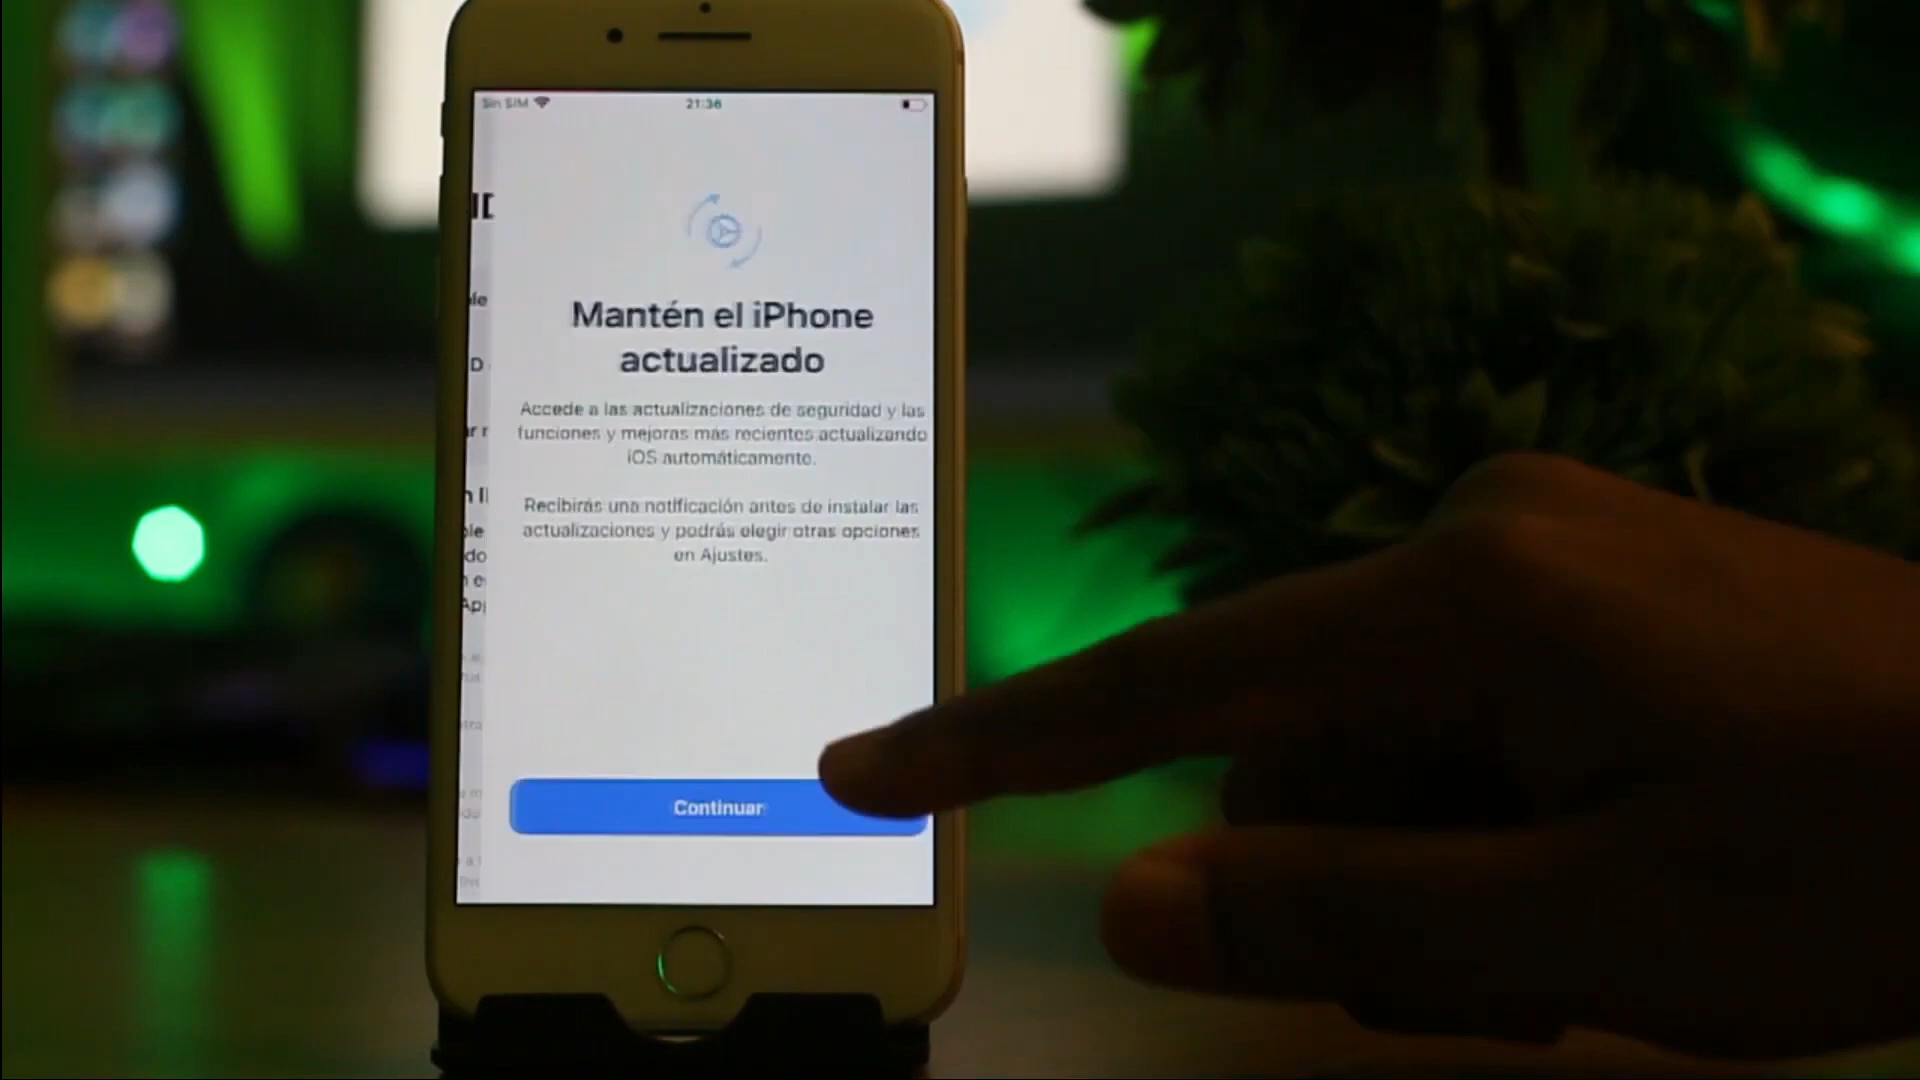 Sin SIM
21:36
ID
Mantén el iPhone
actualizado
Accede a las actualizaciones de seguridad y las
funciones y mejoras más recientes actualizando
iOS automáticamente.
Recibirás una notificación antes de instalar las
actualizaciones y podrás elegir otras opciones
en Ajustes.
Continuar